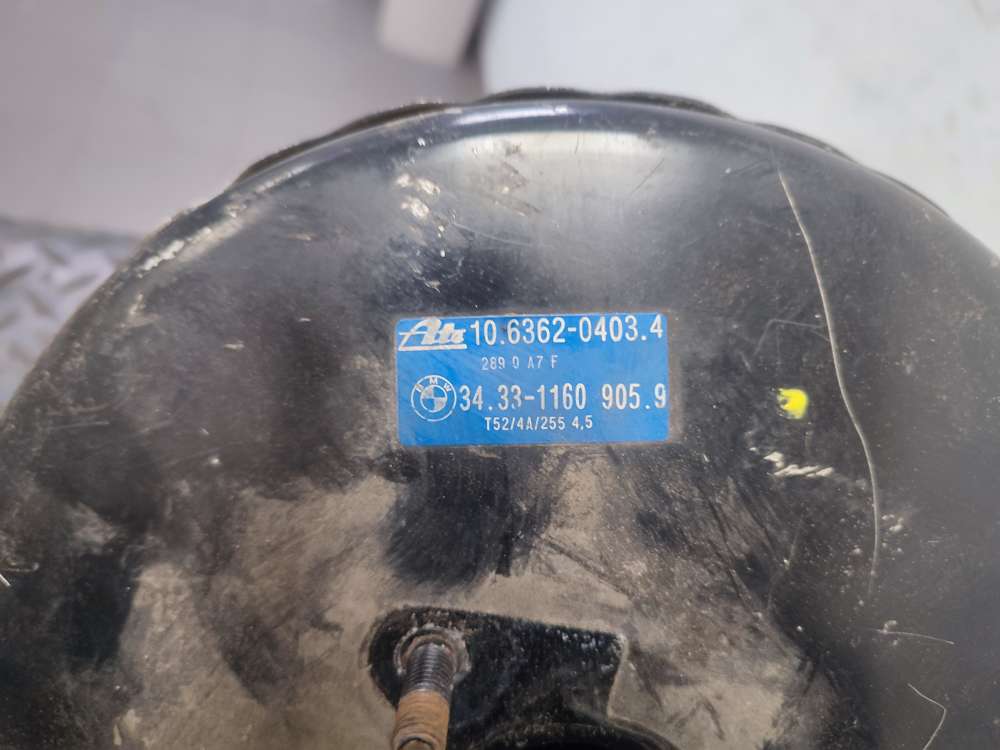 Ate 10.6362-0403.4
289 0 A7 F
BMW 34.33-1160 905.9
T52/4A/255 4,5